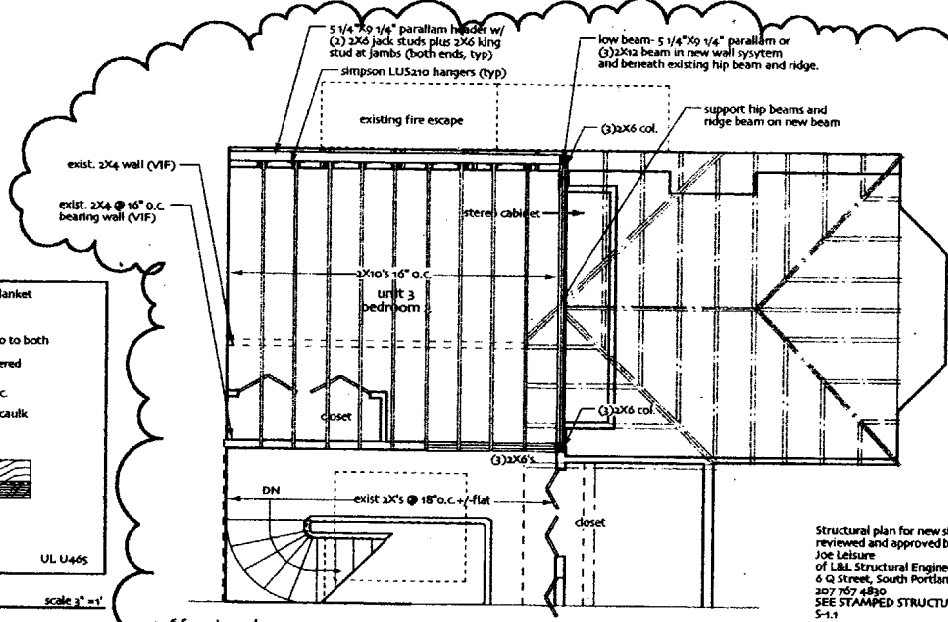 5 1/4"X9 1/4" parallam header w/
(2) 2X6 jack studs plus 2X6 king
stud at jambs (both ends, typ)
simpson LUS210 hangers (typ)
low beam- 5 1/4"X9 1/4" parallam or
(3)2X12 beam in new wall sysytem
and beneath existing hip beam and ridge.
existing fire escape
(3)2X6 col.
support hip beams and
ridge beam on new beam
exist. 2X4 wall (VIF)
exist. 2X4 @ 16" o.c.
bearing wall (VIF)
stereo cabinet
2X10's 16" o.c.
unit 3
bedroom
closet
(3)2X6 col.
(3)2X6's
DN
exist 2X's @ 18"o.c.+/-flat
closet
lanket
o to both
ered
c.
caulk
UL U465
scale 3" =1'
Structural plan for new s
reviewed and approved b
Joe Leisure
of L&L Structural Engine
6 Q Street, South Portlan
207 767 4830
SEE STAMPED STRUCTU
S-1.1